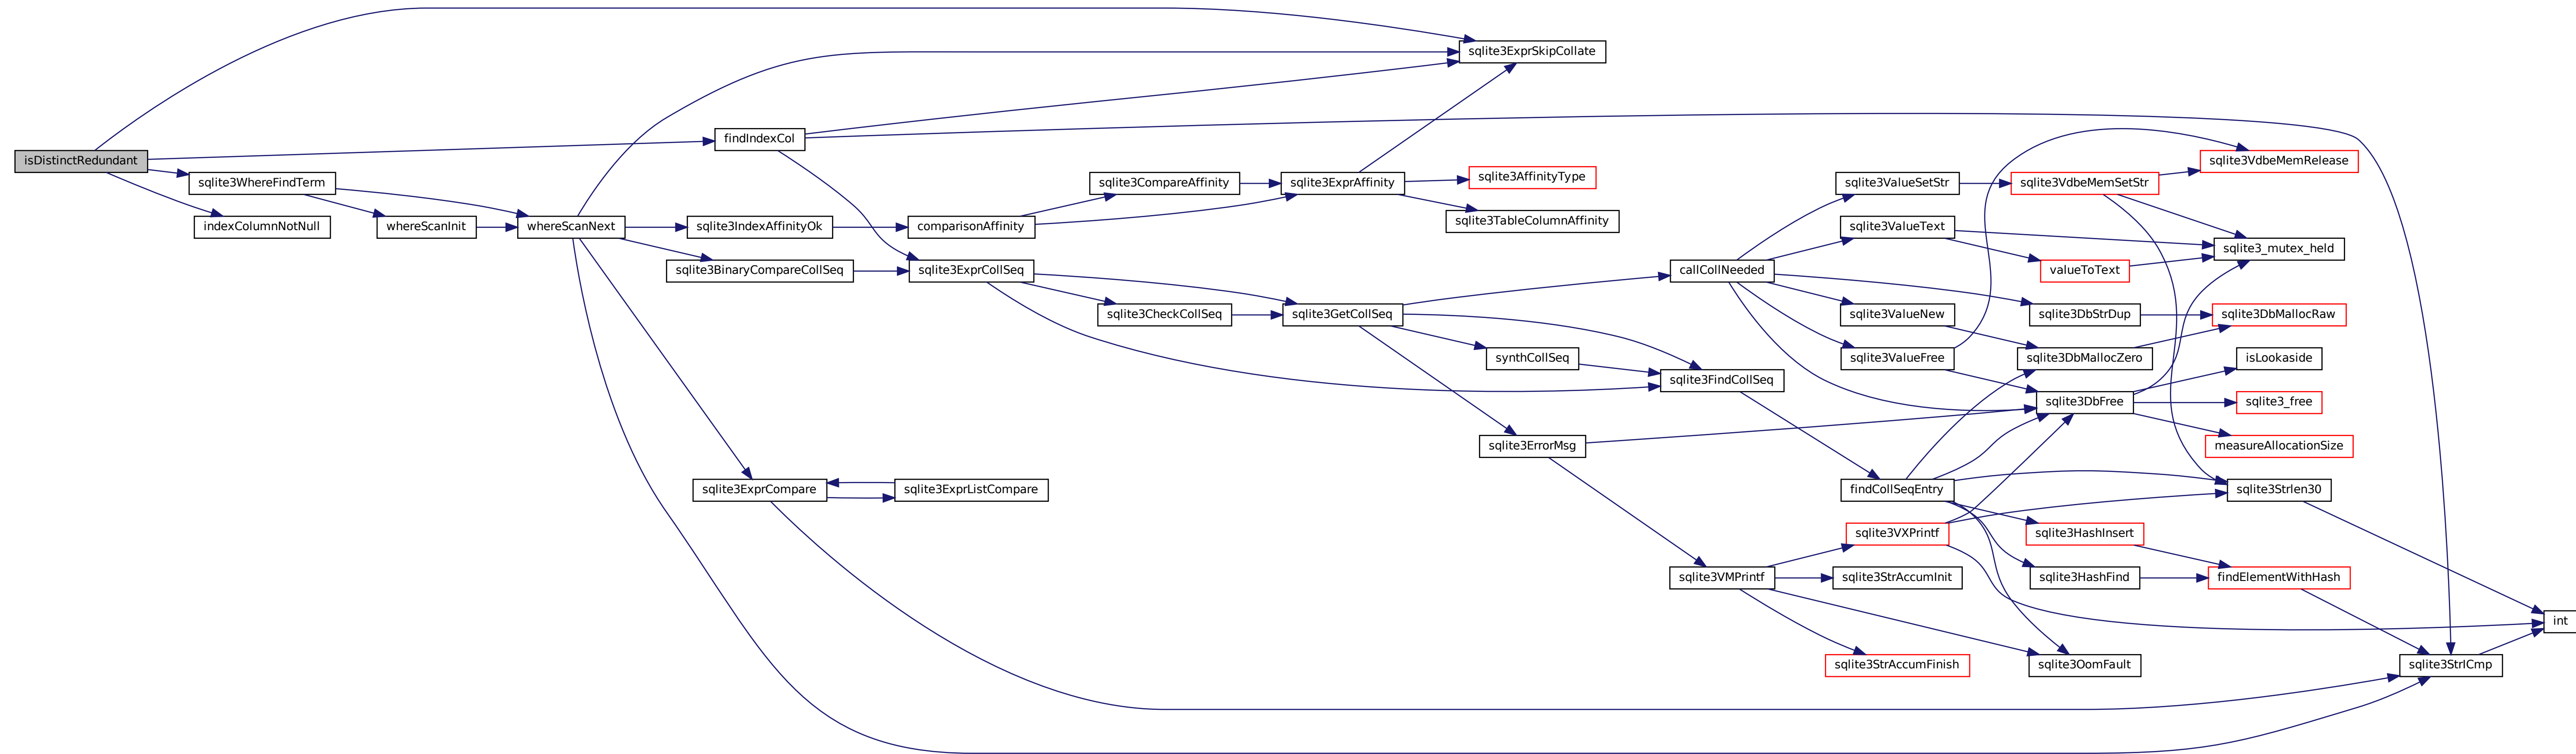 isDistinctRedundant
sqlite3WhereFindTerm
indexColumnNotNull
whereScanInit
whereScanNext
findIndexCol
sqlite3IndexAffinityOk
sqlite3BinaryCompareCollSeq
sqlite3ExprCompare
comparisonAffinity
sqlite3ExprCollSeq
sqlite3ExprListCompare
sqlite3CompareAffinity
sqlite3CheckCollSeq
sqlite3ExprAffinity
sqlite3GetCollSeq
sqlite3ExprSkipCollate
sqlite3AffinityType
sqlite3TableColumnAffinity
synthCollSeq
sqlite3ErrorMsg
callCollNeeded
sqlite3FindCollSeq
sqlite3VMPrintf
sqlite3ValueSetStr
sqlite3ValueText
sqlite3ValueNew
sqlite3ValueFree
findCollSeqEntry
sqlite3VXPrintf
sqlite3StrAccumInit
sqlite3StrAccumFinish
sqlite3VdbeMemSetStr
valueToText
sqlite3DbStrDup
sqlite3DbMallocZero
sqlite3DbFree
sqlite3HashInsert
sqlite3HashFind
sqlite3OomFault
sqlite3VdbeMemRelease
sqlite3_mutex_held
sqlite3DbMallocRaw
isLookaside
sqlite3_free
measureAllocationSize
sqlite3Strlen30
findElementWithHash
sqlite3StrICmp
int